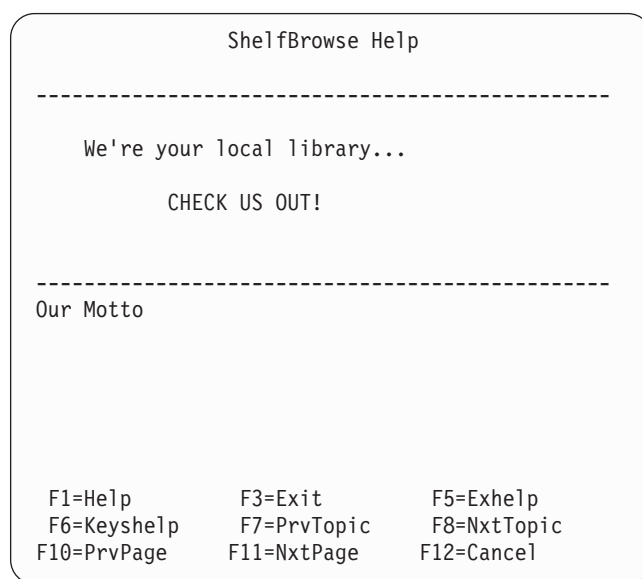 ShelfBrowse Help
------------------------------------------------
We're your local library...
CHECK US OUT!
------------------------------------------------
Our Motto
F1=Help F3=Exit F5=Exhelp
F6=Keyshelp F7=PrvTopic F8=NxtTopic
F10=PrvPage F11=NxtPage F12=Cancel